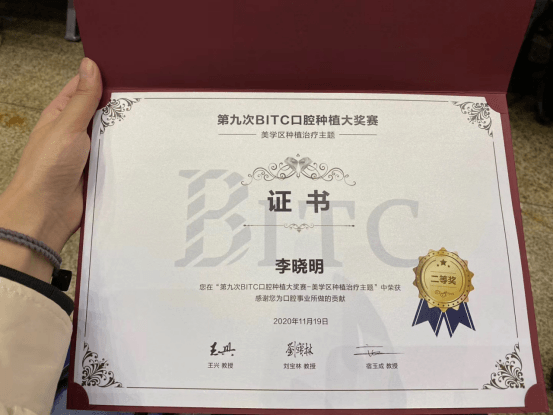 第九次BITC口腔种植大奖赛
美学区种植治疗主题
BITC
证书
李晓明
您在“第九次BITC口腔种植大奖赛-美学区种植治疗主题”中荣获
二等奖
感谢您为口腔事业所做的贡献
2020年11月19日
王兴 教授
刘宝林 教授
宿玉成 教授